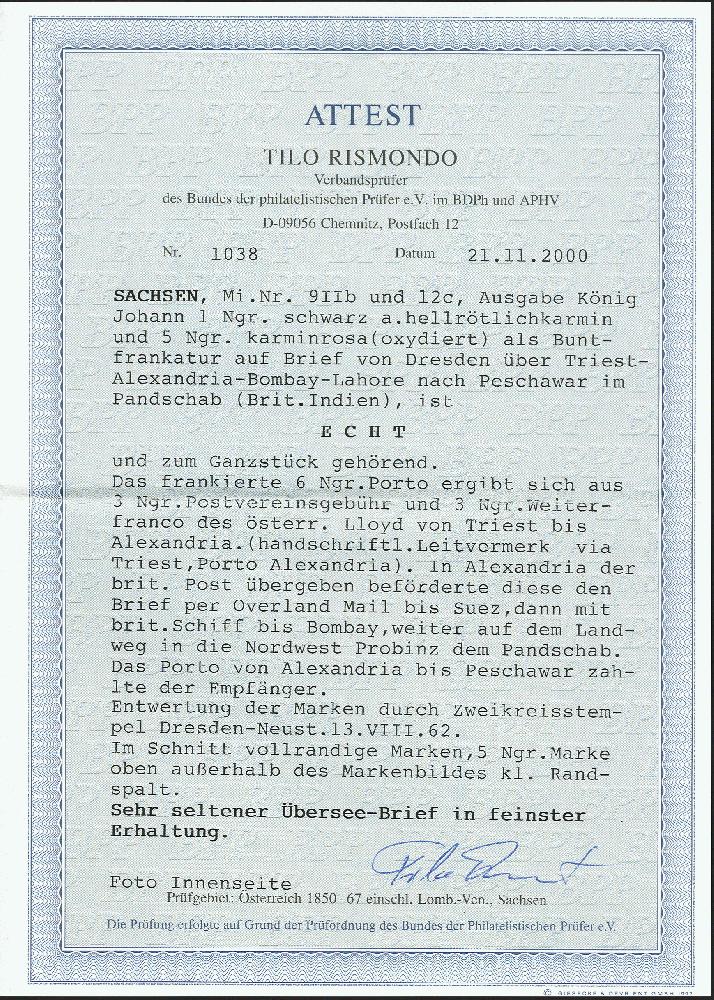 ATTEST
TILO RISMONDO
Verbandsprüfer
des Bundes der philatelistischen Prüfer e.V. im BDPh und APHV
D-09056 Chemnitz, Postfach 12
Nr. 1038 Datum 21.11.2000
SACHSEN, Mi.Nr. 9IIb und 12c, Ausgabe König
Johann 1 Ngr. schwarz a.hellrötlichkarmin
und 5 Ngr. karminrosa(oxydiert) als Bunt-
frankatur auf Brief von Dresden über Triest-
Alexandria-Bombay-Lahore nach Peschawar im
Pandschab (Brit.Indien), ist
E C H T
und zum Ganzstück gehörend.
Das frankierte 6 Ngr.Porto ergibt sich aus
3 Ngr.Postvereinsgebühr und 3 Ngr.Weiter-
franco des österr. Lloyd von Triest bis
Alexandria.(handschriftl.Leitvermerk via
Triest,Porto Alexandria). In Alexandria der
brit. Post übergeben beförderte diese den
Brief per Overland Mail bis Suez,dann mit
brit.Schiff bis Bombay,weiter auf dem Land-
weg in die Nordwest Probinz dem Pandschab.
Das Porto von Alexandria bis Peschawar zah-
lte der Empfänger.
Entwertung der Marken durch Zweikreisstem-
pel Dresden-Neust.13.VIII.62.
Im Schnitt vollrandige Marken,5 Ngr.Marke
oben außerhalb des Markenbildes kl. Rand-
spalt.
Sehr seltener Übersee-Brief in feinster
Erhaltung.
Foto Innenseite
Prüfgebiet: Österreich 1850-67 einschl. Lomb.-Ven., Sachsen
Die Prüfung erfolgte auf Grund der Prüfordnung des Bundes der Philatelistischen Prüfer e.V.